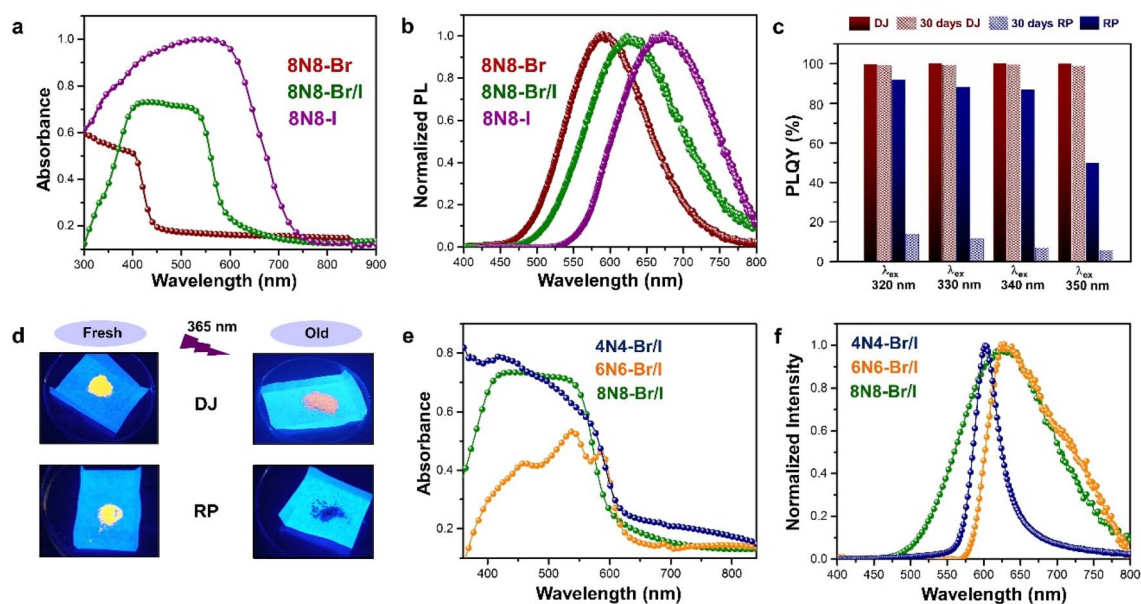 a
8N8-Br
8N8-Br/I
8N8-I
Absorbance
1.0
0.8
0.6
0.4
0.2
300 400 500 600 700 800 900
Wavelength (nm)
b
8N8-Br
8N8-Br/I
8N8-I
Normalized PL
1.0
0.8
0.6
0.4
0.2
0.0
400 450 500 550 600 650 700 750 800
Wavelength (nm)
c
DJ 30 days DJ 30 days RP RP
PLQY (%)
100
80
60
40
20
0
λex λex λex λex
320 nm 330 nm 340 nm 350 nm
d
Fresh 365 nm Old
DJ
RP
e
4N4-Br/I
6N6-Br/I
8N8-Br/I
Absorbance
0.8
0.6
0.4
0.2
400 500 600 700 800
Wavelength (nm)
f
4N4-Br/I
6N6-Br/I
8N8-Br/I
Normalized Intensity
1.0
0.8
0.6
0.4
0.2
0.0
400 450 500 550 600 650 700 750 800
Wavelength (nm)